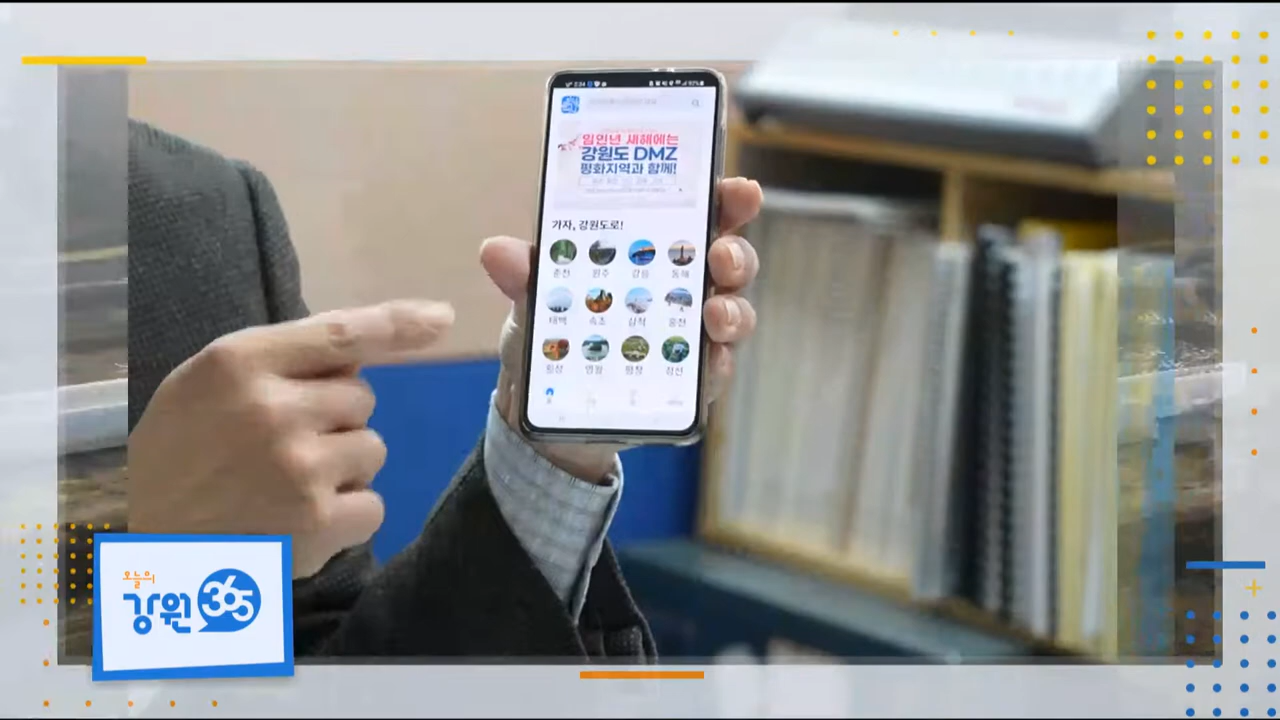 임인년 새해에는
강원도 DMZ
평화지역과 함께!
가자, 강원도로!
춘천 원주 강릉 동해
태백 속초 삼척 홍천
횡성 영월 평창 정선
오늘의
강원 365